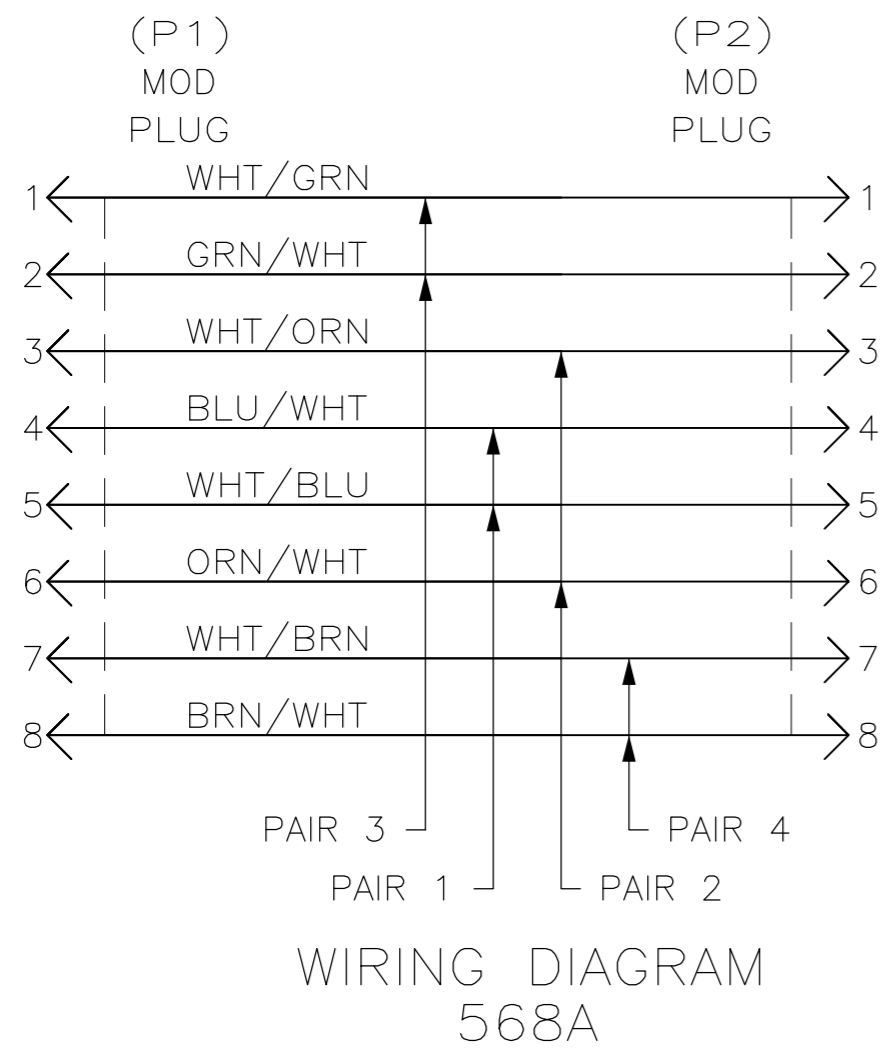 (P1)
MOD
PLUG
(P2)
MOD
PLUG
1 WHT/GRN 1
2 GRN/WHT 2
3 WHT/ORN 3
4 BLU/WHT 4
5 WHT/BLU 5
6 ORN/WHT 6
7 WHT/BRN 7
8 BRN/WHT 8
PAIR 3 PAIR 4
PAIR 1 PAIR 2
WIRING DIAGRAM
568A